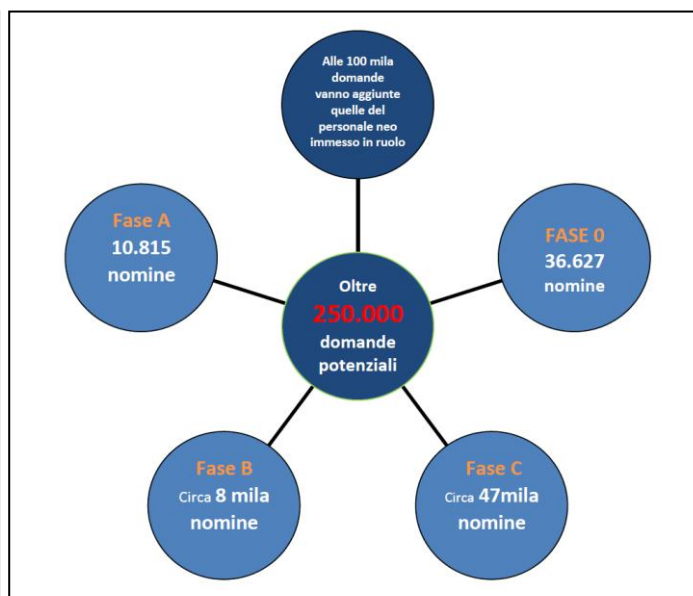 Alle 100 mila
domande
vanno aggiunte
quelle del
personale neo
immesso in ruolo
Fase A
10.815
nomine
FASE 0
36.627
nomine
Oltre
250.000
domande
potenziali
Fase B
Circa 8 mila
nomine
Fase C
Circa 47mila
nomine